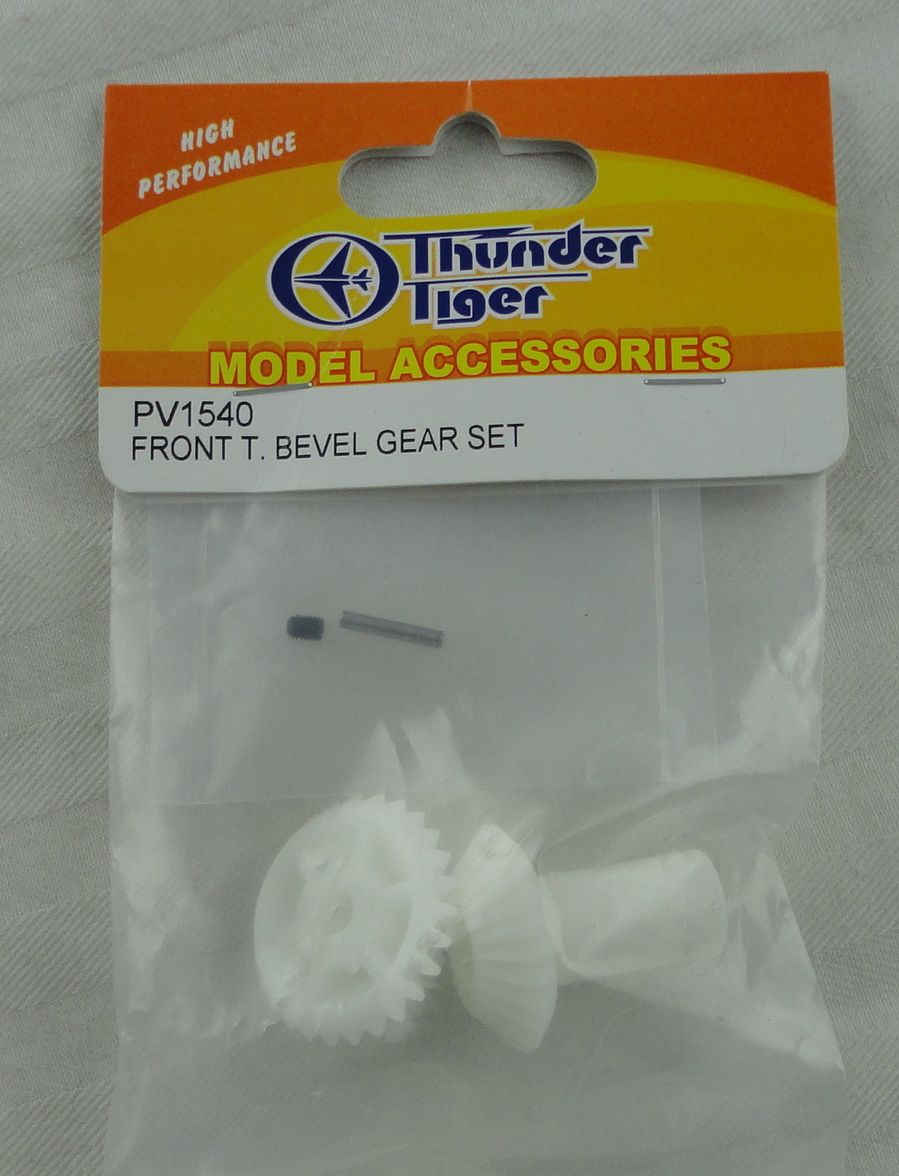 HIGH
PERFORMANCE
Thunder
Tiger
MODEL ACCESSORIES
PV1540
FRONT T. BEVEL GEAR SET